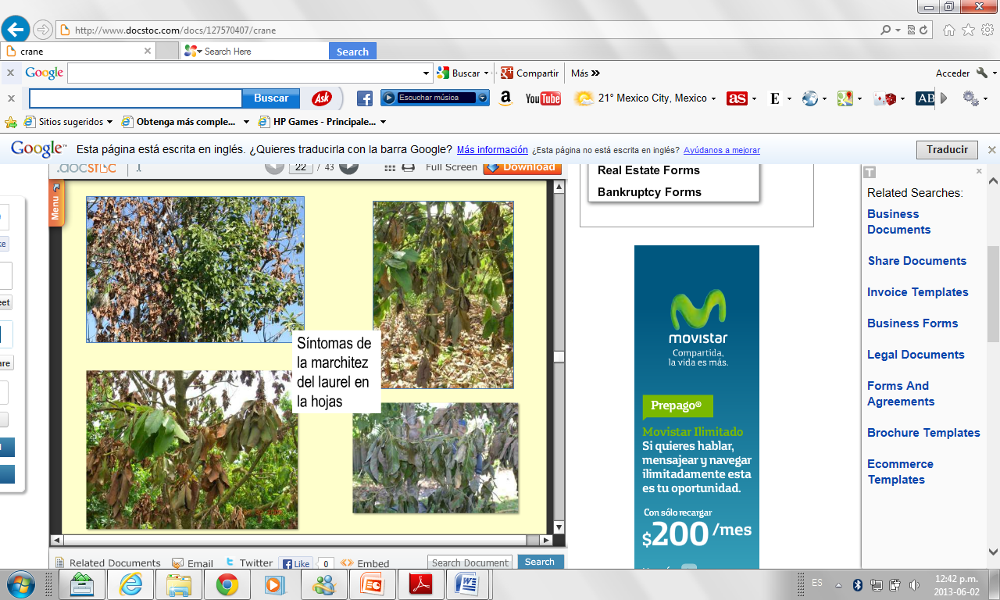 http://www.docstoc.com/docs/127570407/crane
crane
Search Here
Search
Google
Buscar
Compartir
Más
Acceder
Buscar
Ask
Escuchar música
a
YouTube
21° Mexico City, Mexico
as
E
AB
Sitios sugeridos
Obtenga más comple...
HP Games - Principale...
Google™ Esta página está escrita en inglés. ¿Quieres traducirla con la barra Google? Más información ¿Esta página no está escrita en inglés? Ayúdanos a mejorar
Traducir
docstoc
22 / 43
Full Screen
Download
Menu
Síntomas de
la marchitez
del laurel en
la hojas
Related Documents
Email
Twitter
Like
0
Embed
Search Document
Search
Real Estate Forms
Bankruptcy Forms
movistar
Compartida,
la vida es más.
Prepago®
Movistar Ilimitado
Si quieres hablar,
mensajear y navegar
ilimitadamente esta
es tu oportunidad.
Con sólo recargar
$200/mes
T
Related Searches:
Business
Documents
Share Documents
Invoice Templates
Business Forms
Legal Documents
Forms And
Agreements
Brochure Templates
Ecommerce
Templates
ES
12:42 p.m.
2013-06-02